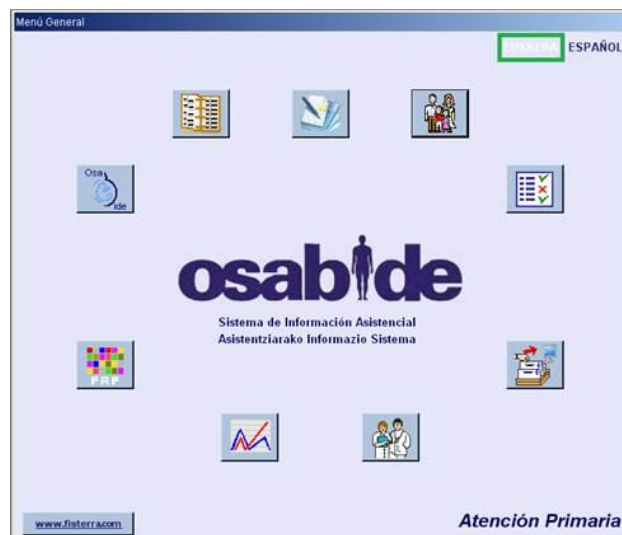 Menú General
EUSKERA ESPAÑOL
Osa
e
ide
osabide
Sistema de Información Asistencial
Asistentziarako Informazio Sistema
PRP
www.fisterra.com
Atención Primaria